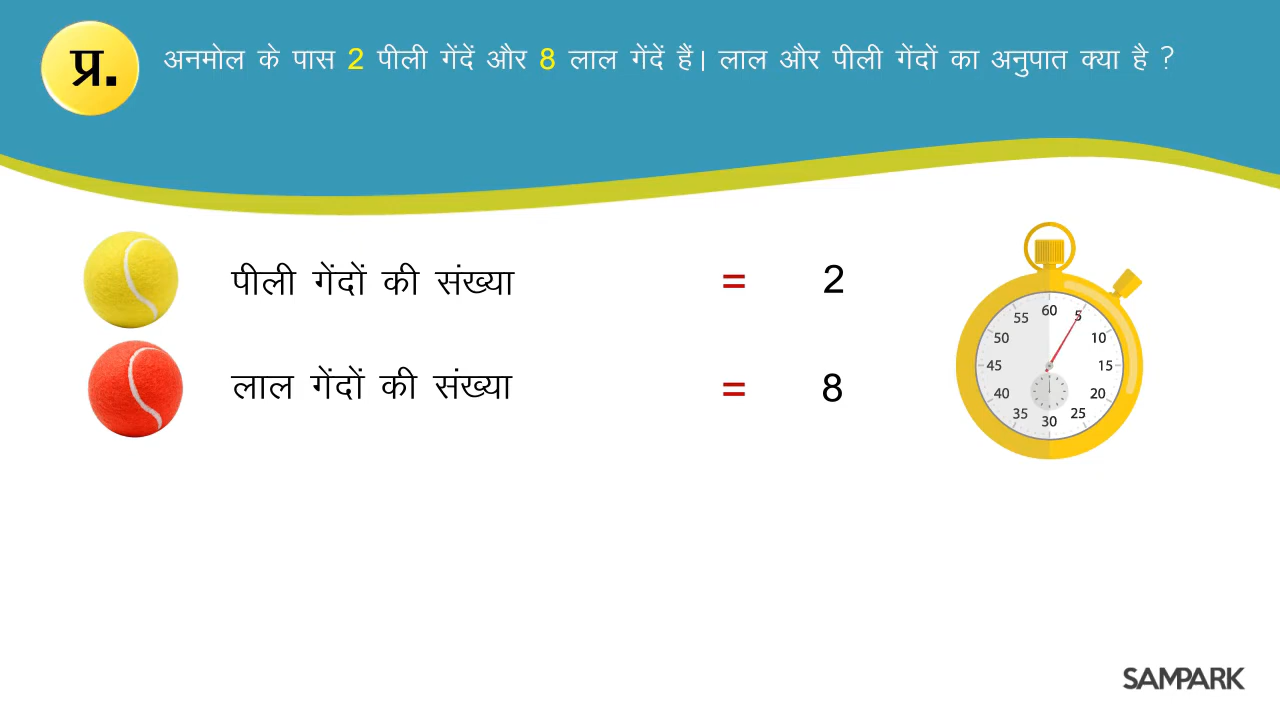 प्र.
अनमोल के पास 2 पीली गेंदें और 8 लाल गेंदें हैं। लाल और पीली गेंदों का अनुपात क्या है ?
पीली गेंदों की संख्या = 2
लाल गेंदों की संख्या = 8
60
5
10
15
20
25
30
35
40
45
50
55
SAMPARK